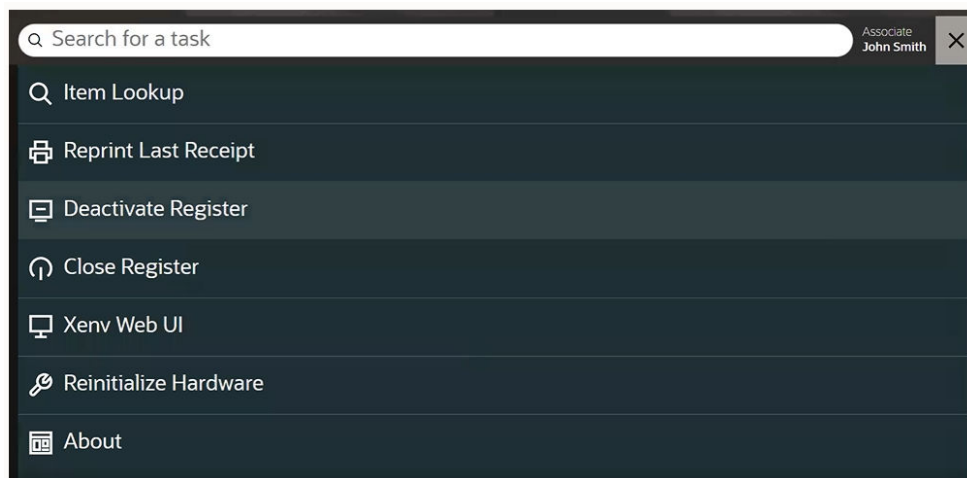 Search for a task
Associate
John Smith
Item Lookup
Reprint Last Receipt
Deactivate Register
Close Register
Xenv Web UI
Reinitialize Hardware
About